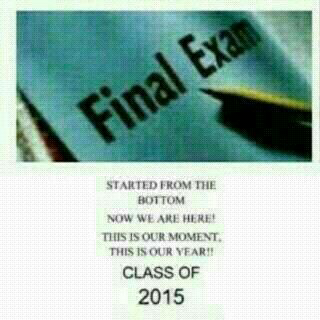 Final Exam
STARTED FROM THE
BOTTOM
NOW WE ARE HERE!
THIS IS OUR MOMENT,
THIS IS OUR YEAR!!
CLASS OF
2015